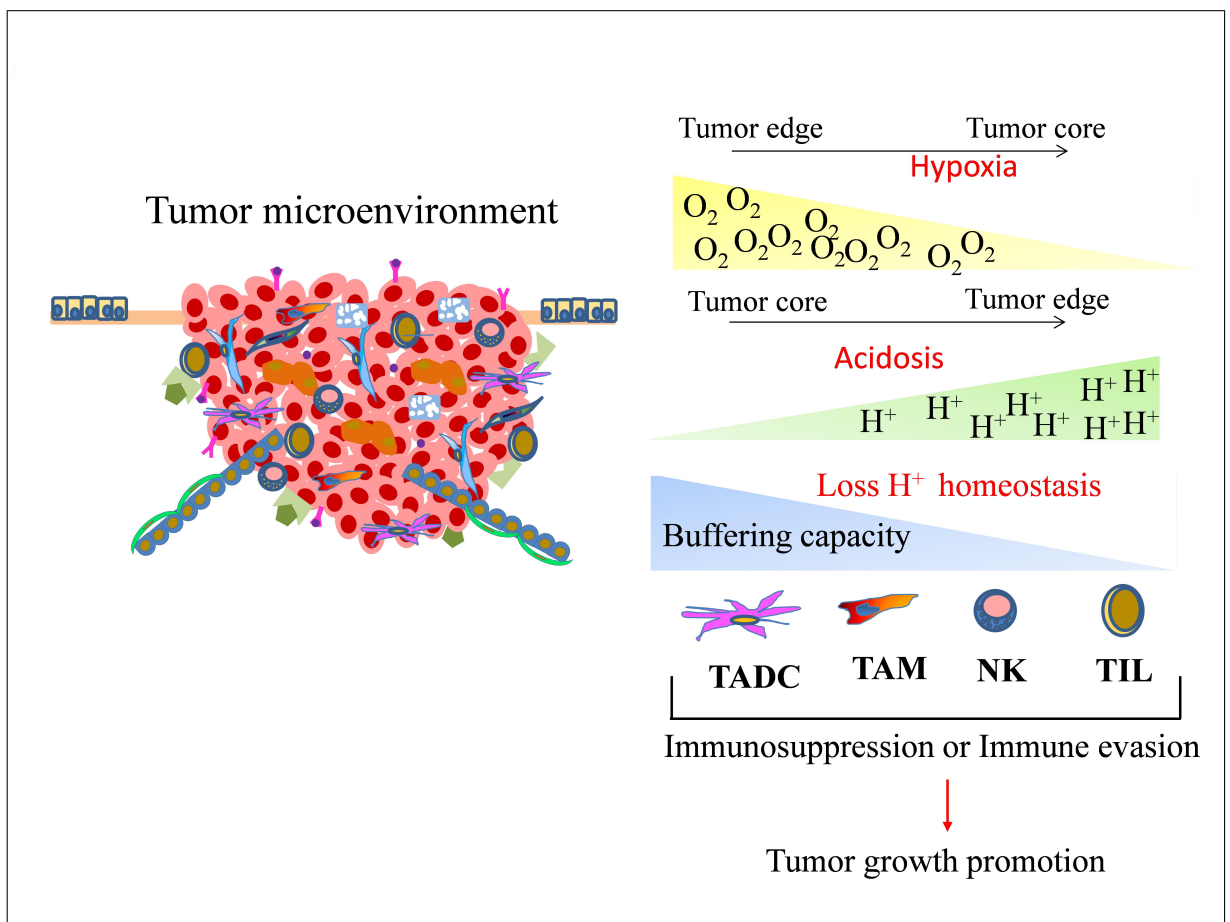 Tumor microenvironment
Tumor edge Tumor core
Hypoxia
O₂ O₂ O₂ O₂ O₂ O₂ O₂ O₂ O₂ O₂ O₂
Tumor core Tumor edge
Acidosis
H⁺ H⁺ H⁺ H⁺ H⁺ H⁺ H⁺ H⁺ H⁺
Loss H⁺ homeostasis
Buffering capacity
TADC TAM NK TIL
Immunosuppression or Immune evasion
Tumor growth promotion